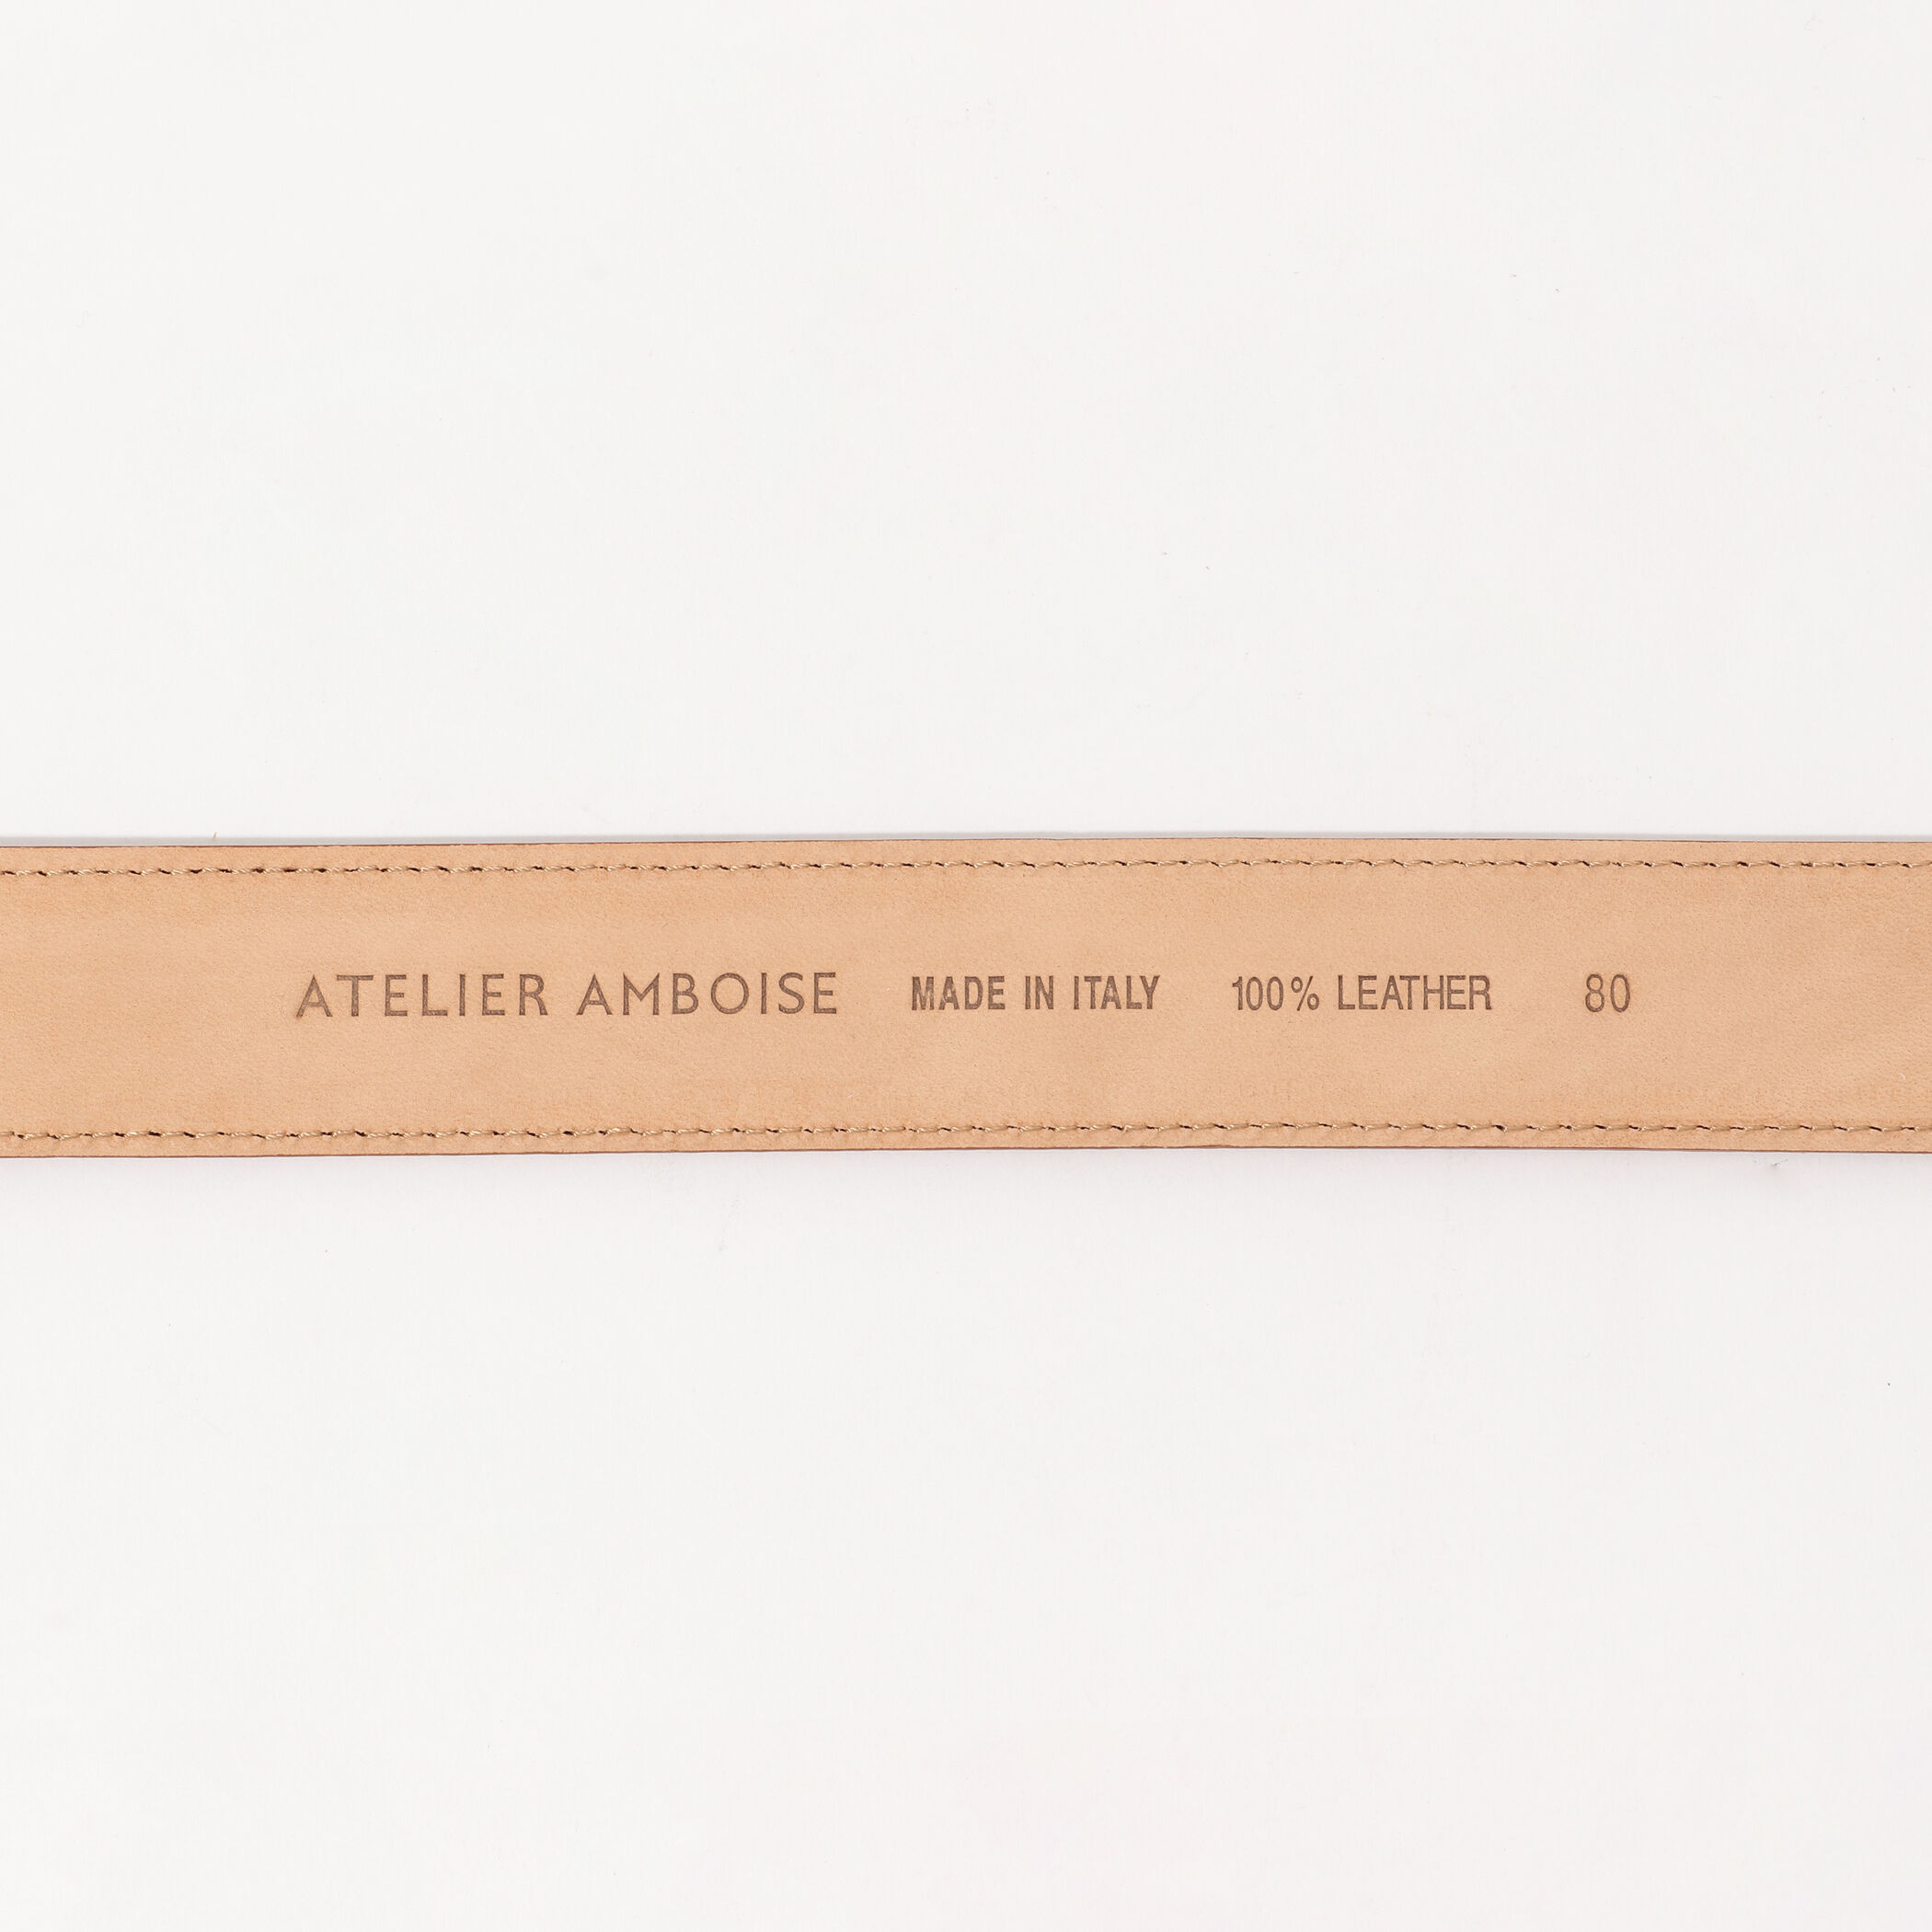 ATELIER AMBOISE MADE IN ITALY 100% LEATHER 80